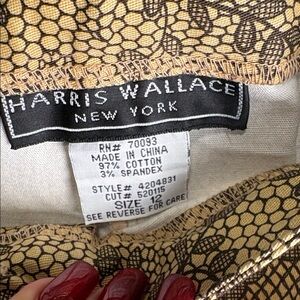 HARRIS WALLACE
NEW YORK
RN# 70093
MADE IN CHINA
97% COTTON
3% SPANDEX
STYLE# 4204831
CUT# 520115
SIZE 12
SEE REVERSE FOR CARE